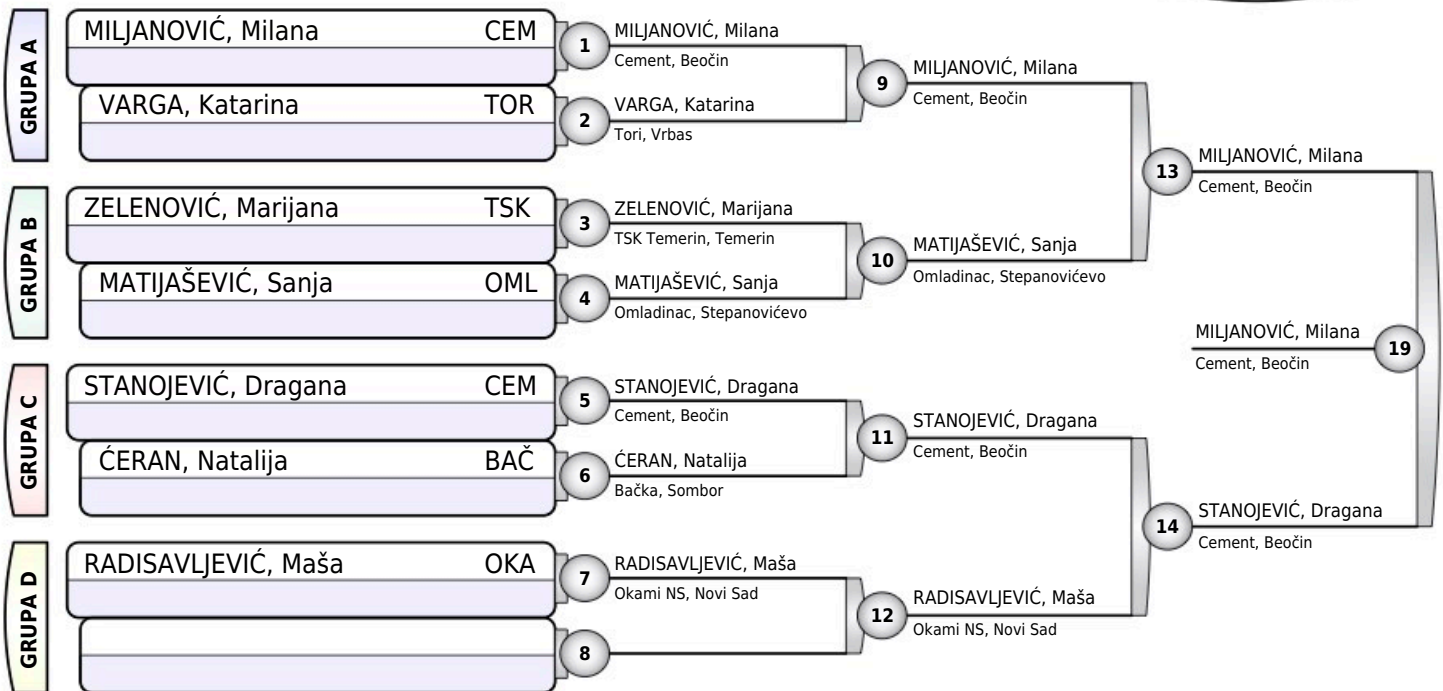 GRUPA A
MILJANOVIĆ, Milana CEM
VARGA, Katarina TOR
1
MILJANOVIĆ, Milana
Cement, Beočin
2
VARGA, Katarina
Tori, Vrbas
9
MILJANOVIĆ, Milana
Cement, Beočin
GRUPA B
ZELENOVIĆ, Marijana TSK
MATIJAŠEVIĆ, Sanja OML
3
ZELENOVIĆ, Marijana
TSK Temerin, Temerin
4
MATIJAŠEVIĆ, Sanja
Omladinac, Stepanovićevo
10
MATIJAŠEVIĆ, Sanja
Omladinac, Stepanovićevo
13
MILJANOVIĆ, Milana
Cement, Beočin
GRUPA C
STANOJEVIĆ, Dragana CEM
ĆERAN, Natalija BAČ
5
STANOJEVIĆ, Dragana
Cement, Beočin
6
ĆERAN, Natalija
Bačka, Sombor
11
STANOJEVIĆ, Dragana
Cement, Beočin
GRUPA D
RADISAVLJEVIĆ, Maša OKA
7
RADISAVLJEVIĆ, Maša
Okami NS, Novi Sad
8
12
RADISAVLJEVIĆ, Maša
Okami NS, Novi Sad
14
STANOJEVIĆ, Dragana
Cement, Beočin
MILJANOVIĆ, Milana
Cement, Beočin
19